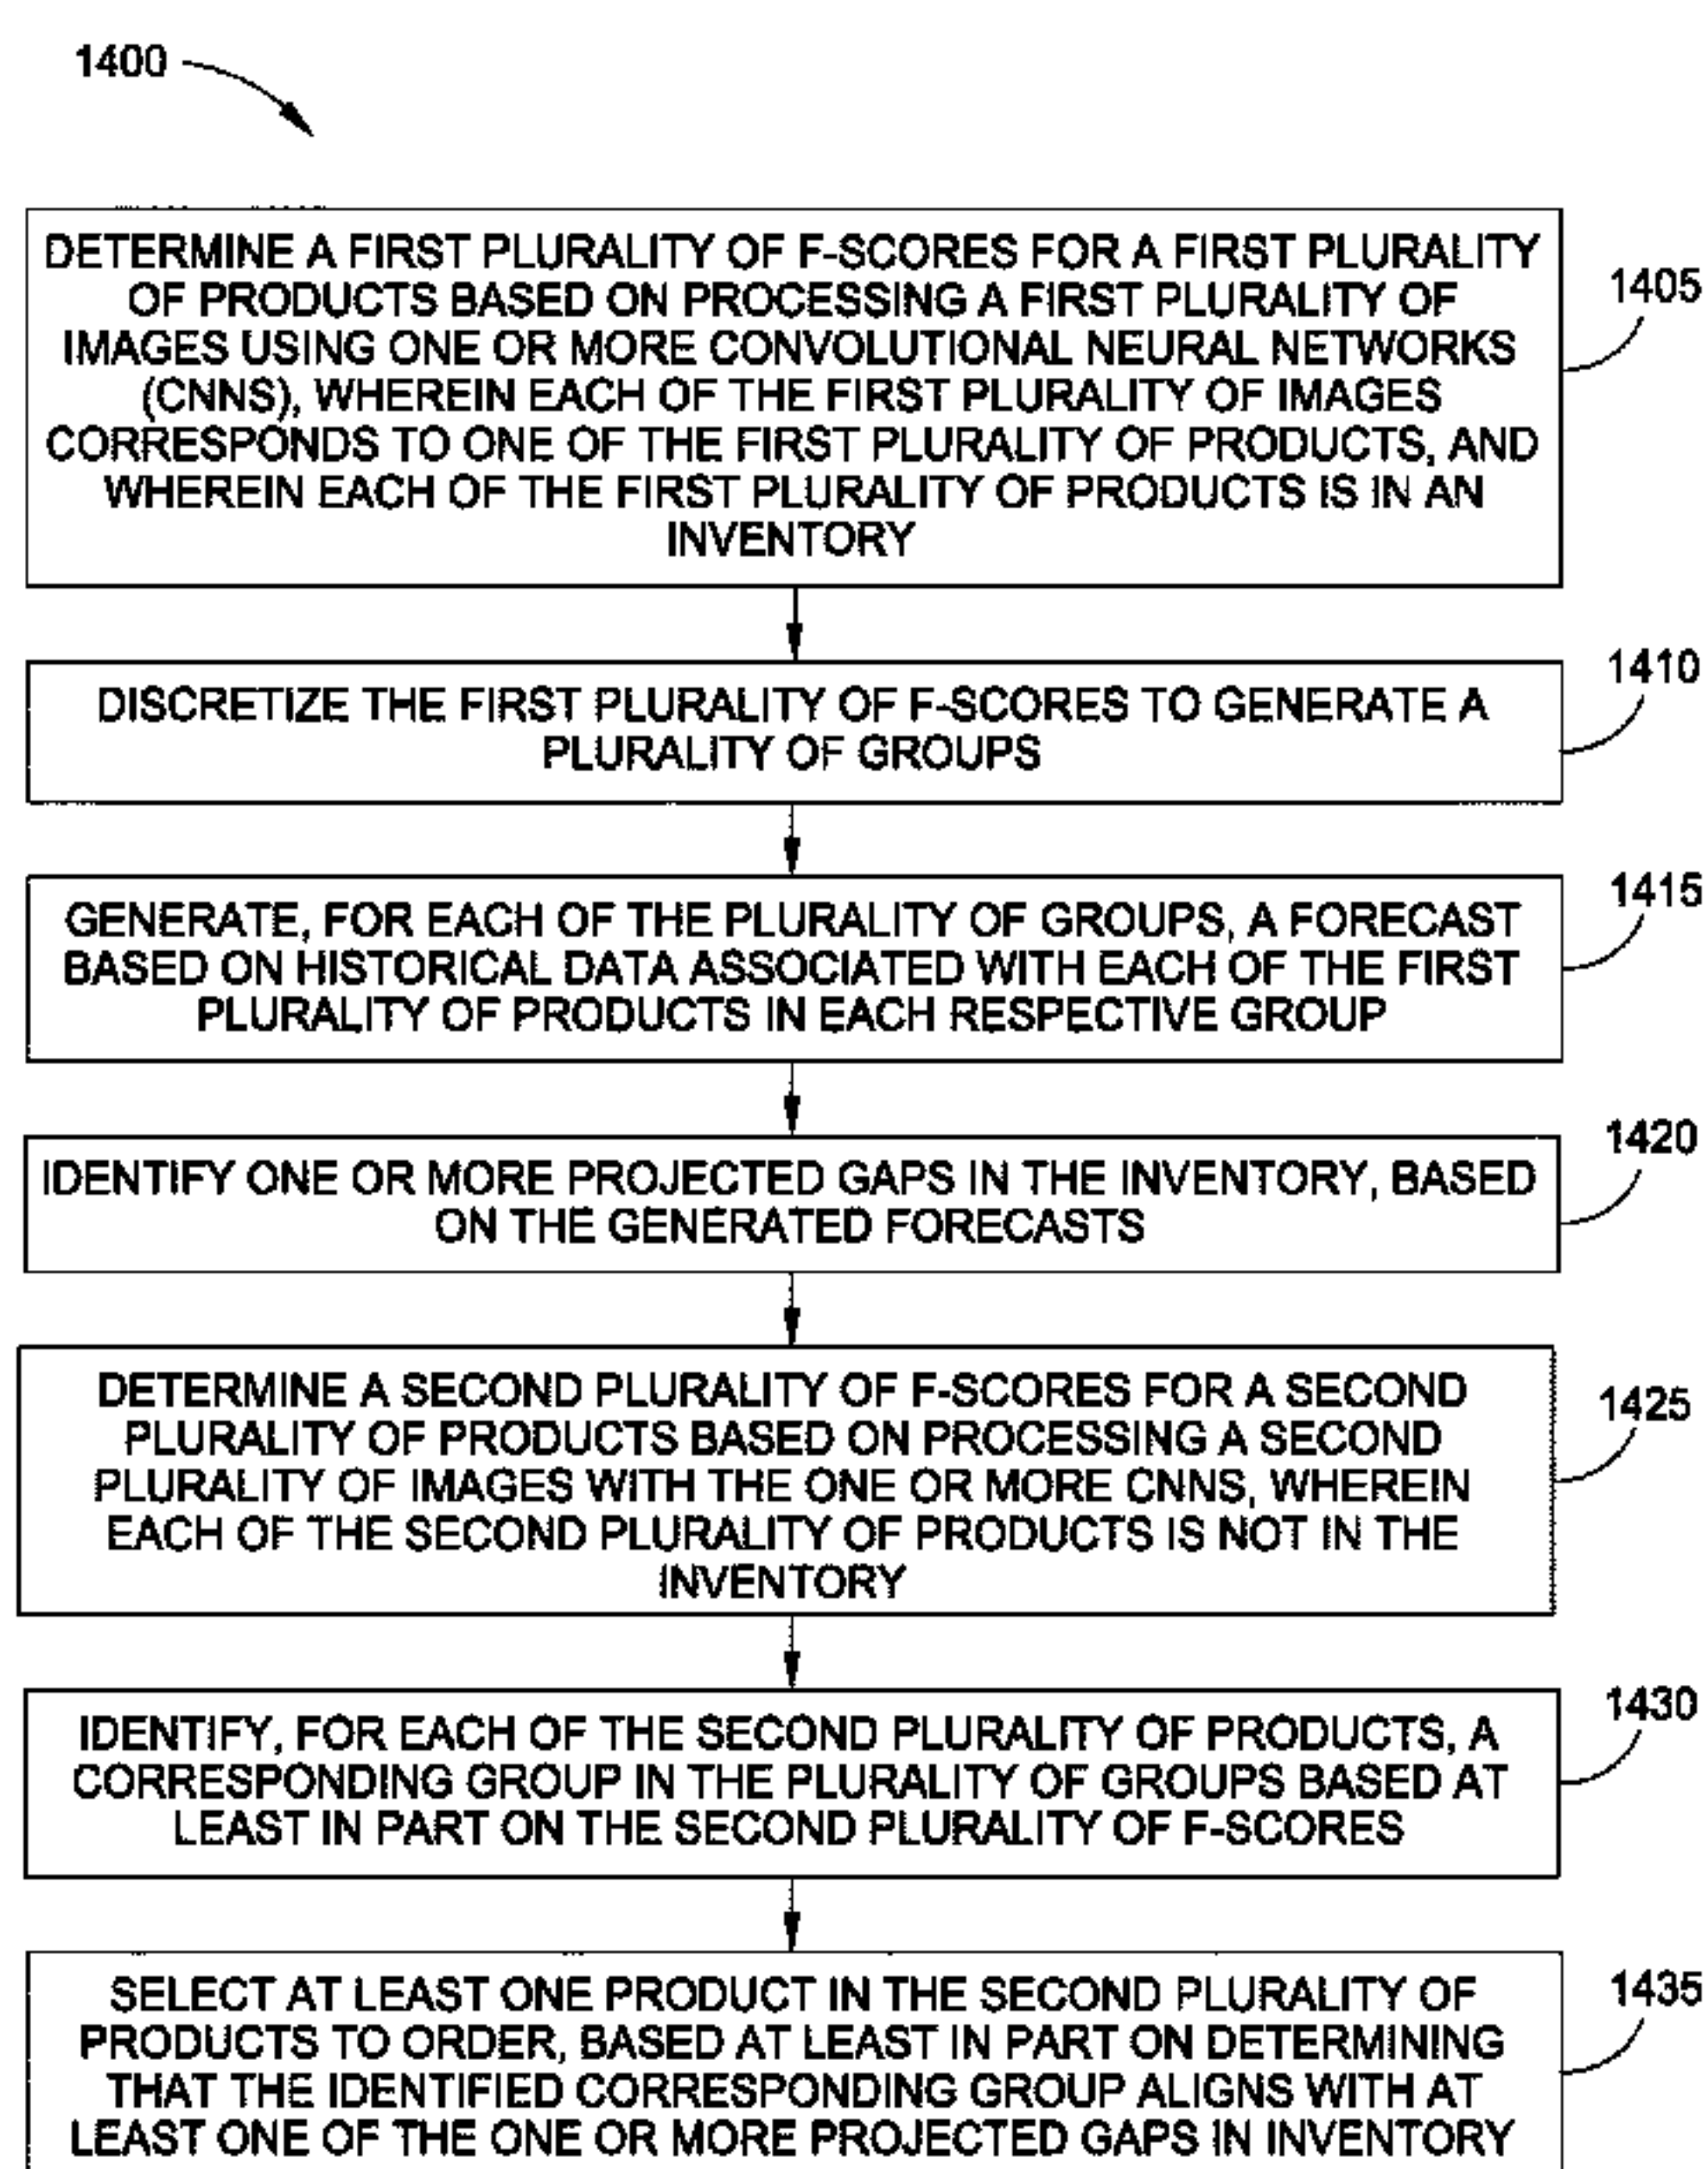 1400
DETERMINE A FIRST PLURALITY OF F-SCORES FOR A FIRST PLURALITY
OF PRODUCTS BASED ON PROCESSING A FIRST PLURALITY OF
IMAGES USING ONE OR MORE CONVOLUTIONAL NEURAL NETWORKS
(CNNS), WHEREIN EACH OF THE FIRST PLURALITY OF IMAGES
CORRESPONDS TO ONE OF THE FIRST PLURALITY OF PRODUCTS, AND
WHEREIN EACH OF THE FIRST PLURALITY OF PRODUCTS IS IN AN
INVENTORY
1405
DISCRETIZE THE FIRST PLURALITY OF F-SCORES TO GENERATE A
PLURALITY OF GROUPS
1410
GENERATE, FOR EACH OF THE PLURALITY OF GROUPS, A FORECAST
BASED ON HISTORICAL DATA ASSOCIATED WITH EACH OF THE FIRST
PLURALITY OF PRODUCTS IN EACH RESPECTIVE GROUP
1415
IDENTIFY ONE OR MORE PROJECTED GAPS IN THE INVENTORY, BASED
ON THE GENERATED FORECASTS
1420
DETERMINE A SECOND PLURALITY OF F-SCORES FOR A SECOND
PLURALITY OF PRODUCTS BASED ON PROCESSING A SECOND
PLURALITY OF IMAGES WITH THE ONE OR MORE CNNS, WHEREIN
EACH OF THE SECOND PLURALITY OF PRODUCTS IS NOT IN THE
INVENTORY
1425
IDENTIFY, FOR EACH OF THE SECOND PLURALITY OF PRODUCTS, A
CORRESPONDING GROUP IN THE PLURALITY OF GROUPS BASED AT
LEAST IN PART ON THE SECOND PLURALITY OF F-SCORES
1430
SELECT AT LEAST ONE PRODUCT IN THE SECOND PLURALITY OF
PRODUCTS TO ORDER, BASED AT LEAST IN PART ON DETERMINING
THAT THE IDENTIFIED CORRESPONDING GROUP ALIGNS WITH AT
LEAST ONE OF THE ONE OR MORE PROJECTED GAPS IN INVENTORY
1435